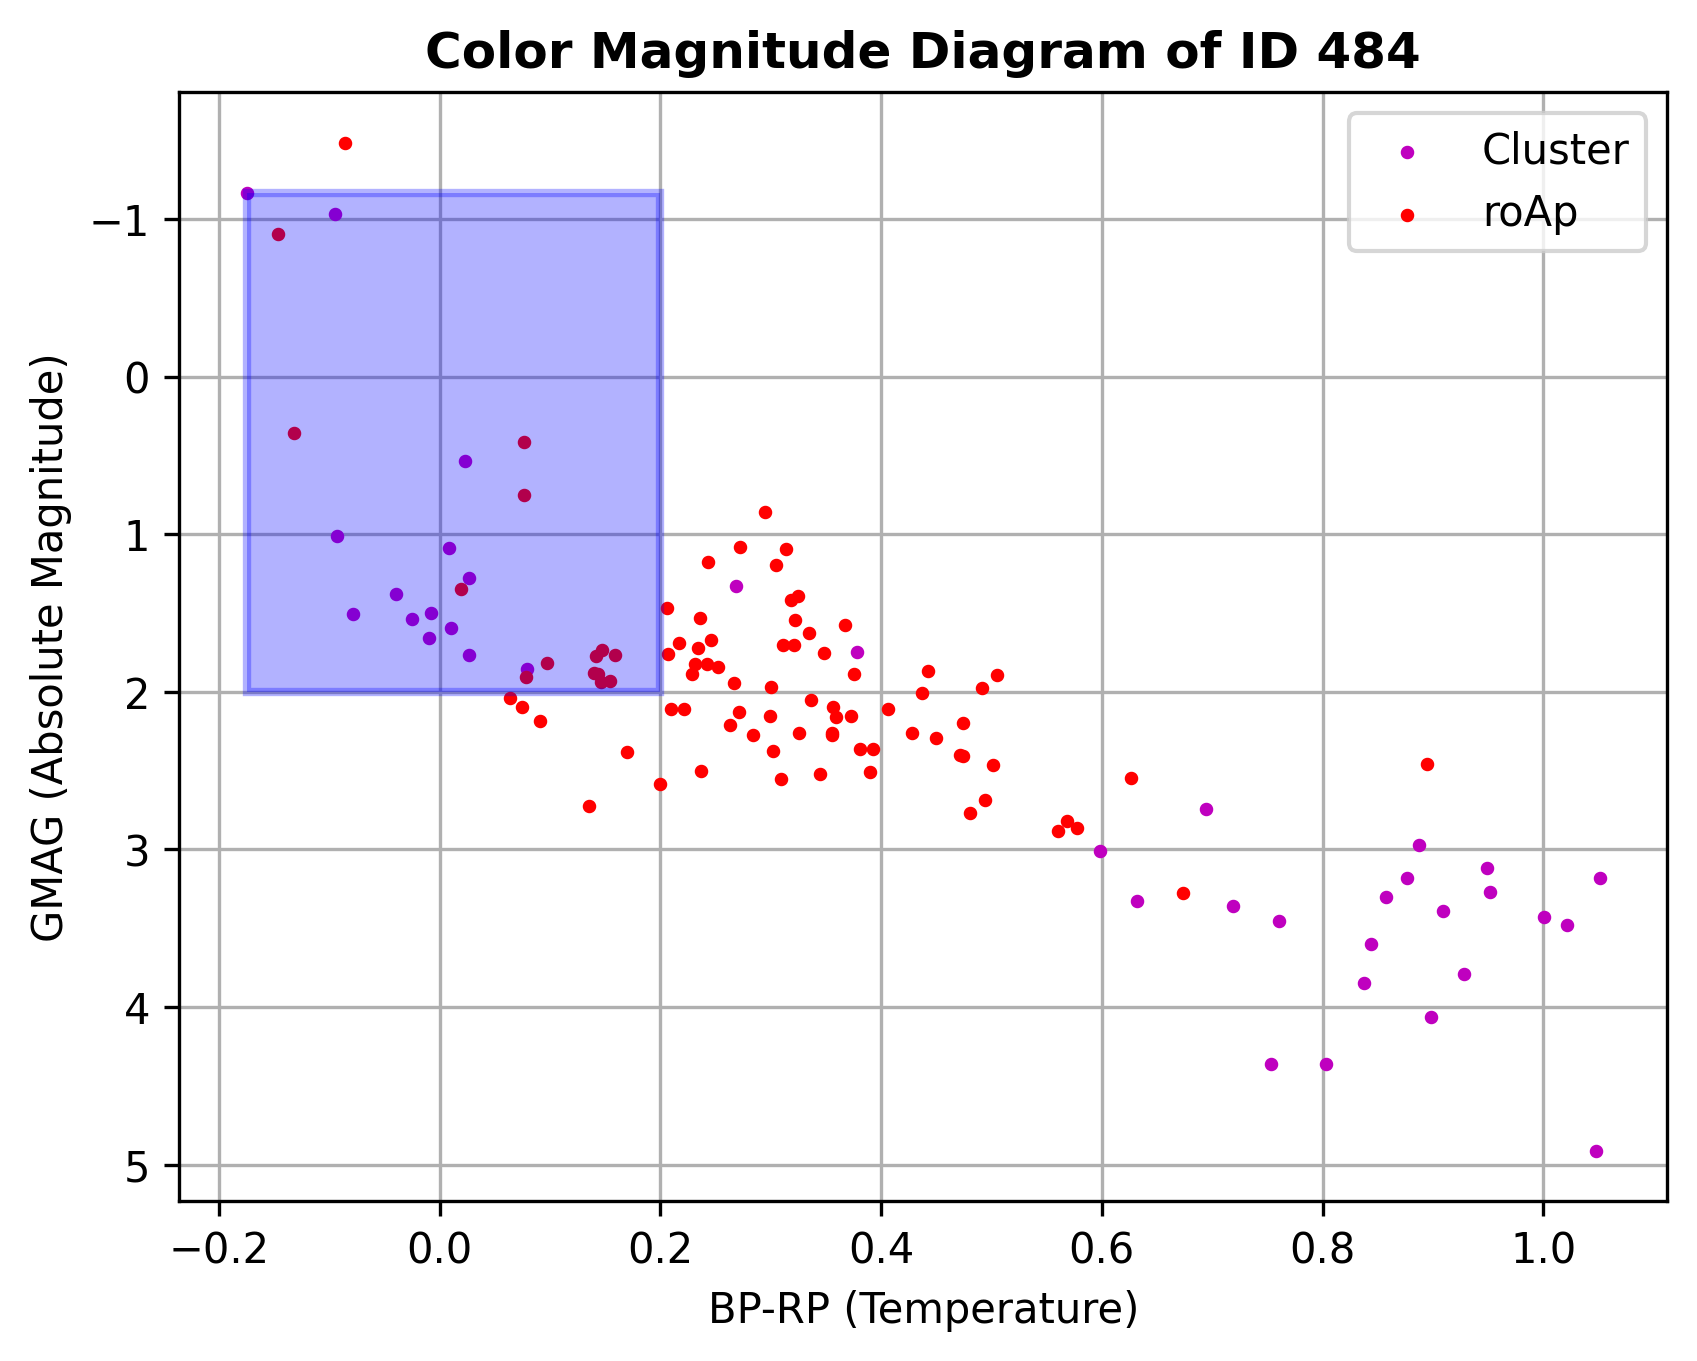 Color Magnitude Diagram of ID 484
Cluster
roAp
GMAG (Absolute Magnitude)
−1
0
1
2
3
4
5
−0.2 0.0 0.2 0.4 0.6 0.8 1.0
BP-RP (Temperature)